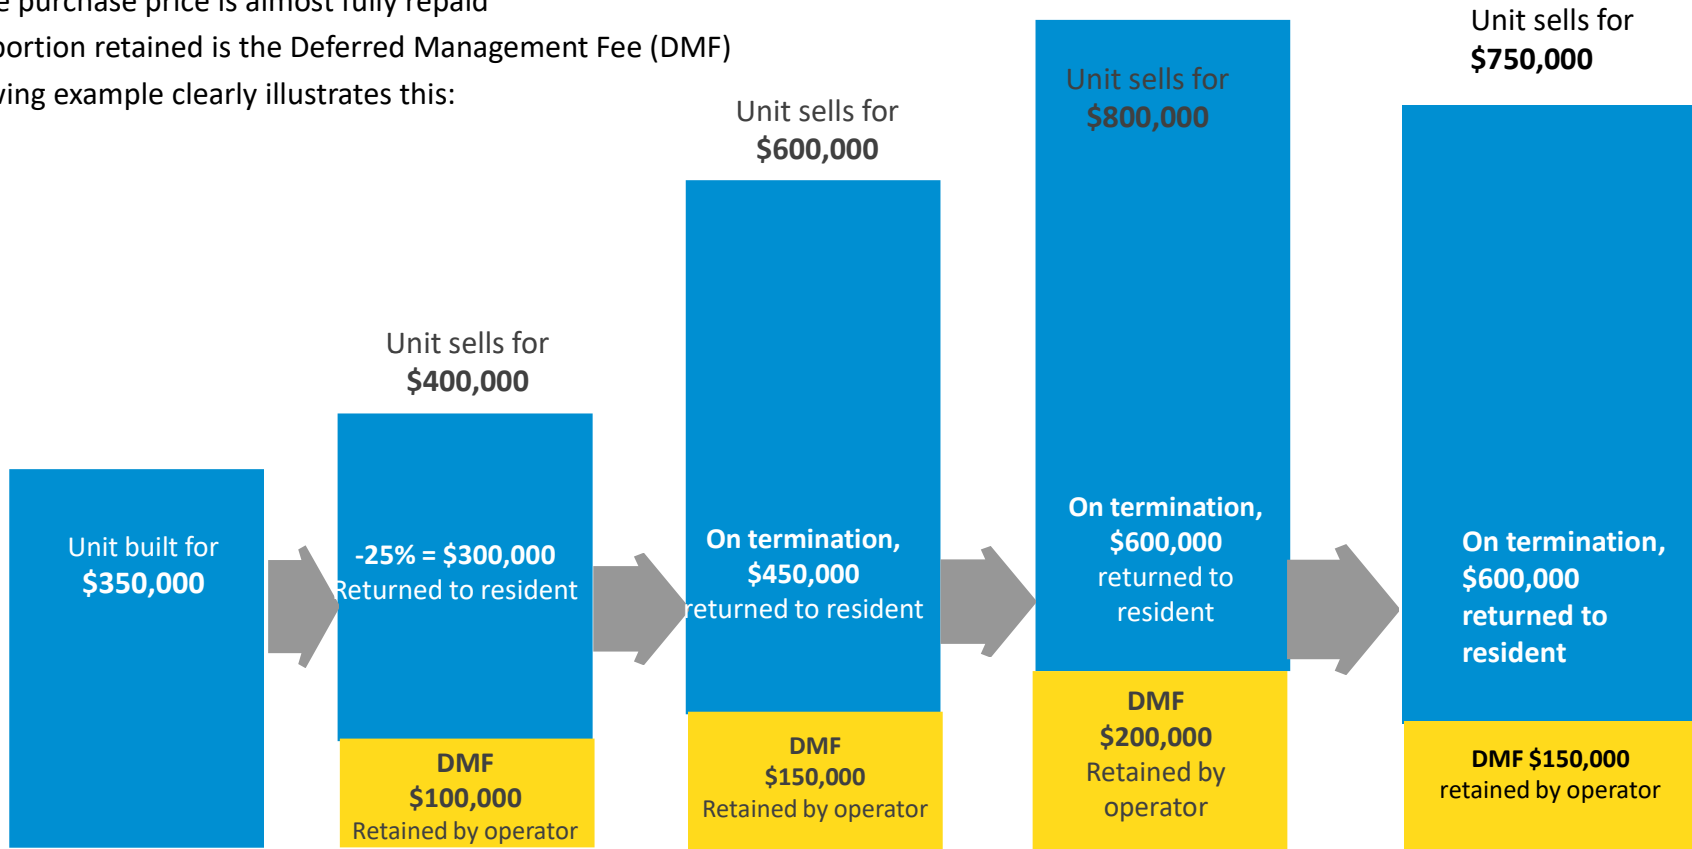 purchase price is almost fully repaid
portion retained is the Deferred Management Fee (DMF)
example clearly illustrates this:
Unit built for
$350,000
Unit sells for
$400,000
-25% = $300,000
Returned to resident
DMF
$100,000
Retained by operator
Unit sells for
$600,000
On termination,
$450,000
returned to resident
DMF
$150,000
Retained by operator
Unit sells for
$800,000
On termination,
$600,000
returned to
resident
DMF
$200,000
Retained by
operator
Unit sells for
$750,000
On termination,
$600,000
returned to
resident
DMF $150,000
retained by operator